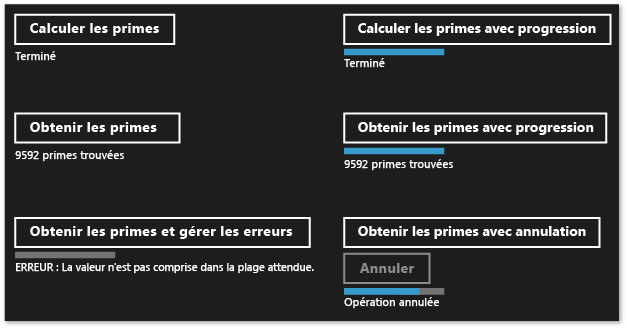 Calculer les primes
Terminé
Calculer les primes avec progression
Terminé
Obtenir les primes
9592 primes trouvées
Obtenir les primes avec progression
9592 primes trouvées
Obtenir les primes et gérer les erreurs
ERREUR : La valeur n'est pas comprise dans la plage attendue.
Obtenir les primes avec annulation
Annuler
Opération annulée